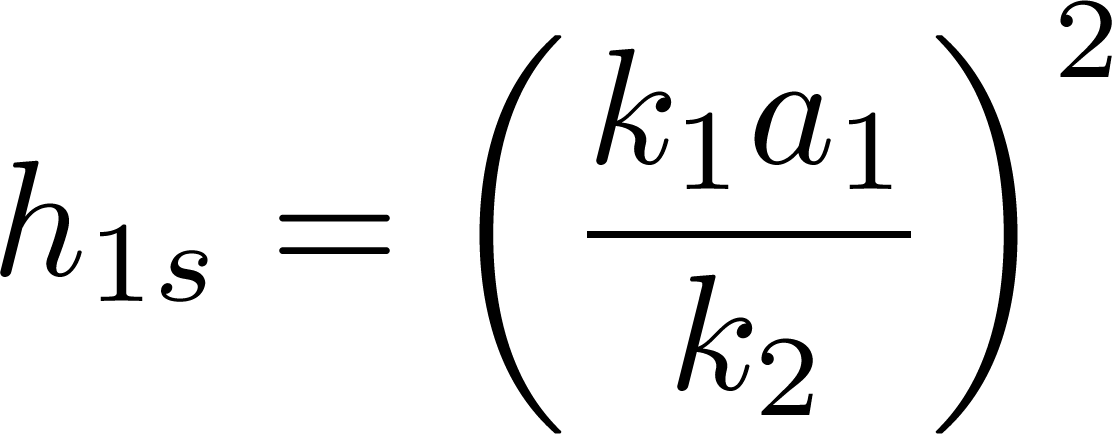 h_{1s} = \left( \frac{k_1 a_1}{k_2} \right)^2